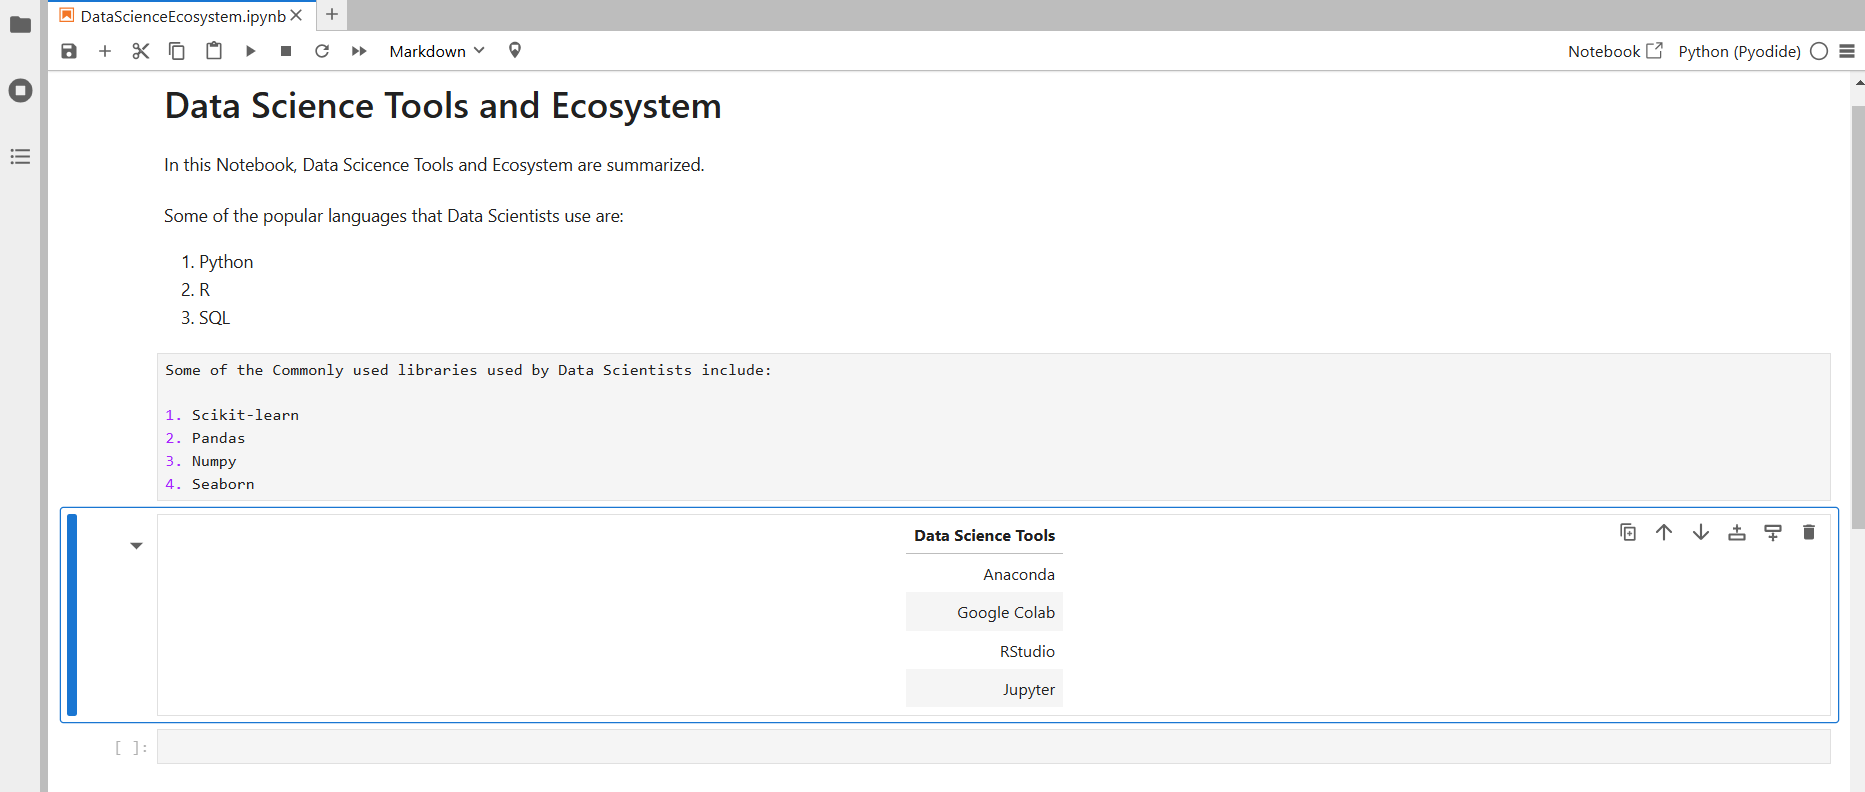 DataScienceEcosystem.ipynb
Markdown
Notebook
Python (Pyodide)
Data Science Tools and Ecosystem
In this Notebook, Data Scicence Tools and Ecosystem are summarized.
Some of the popular languages that Data Scientists use are:
1. Python
2. R
3. SQL
Some of the Commonly used libraries used by Data Scientists include:
1. Scikit-learn
2. Pandas
3. Numpy
4. Seaborn
Data Science Tools
Anaconda
Google Colab
RStudio
Jupyter
[ ]: